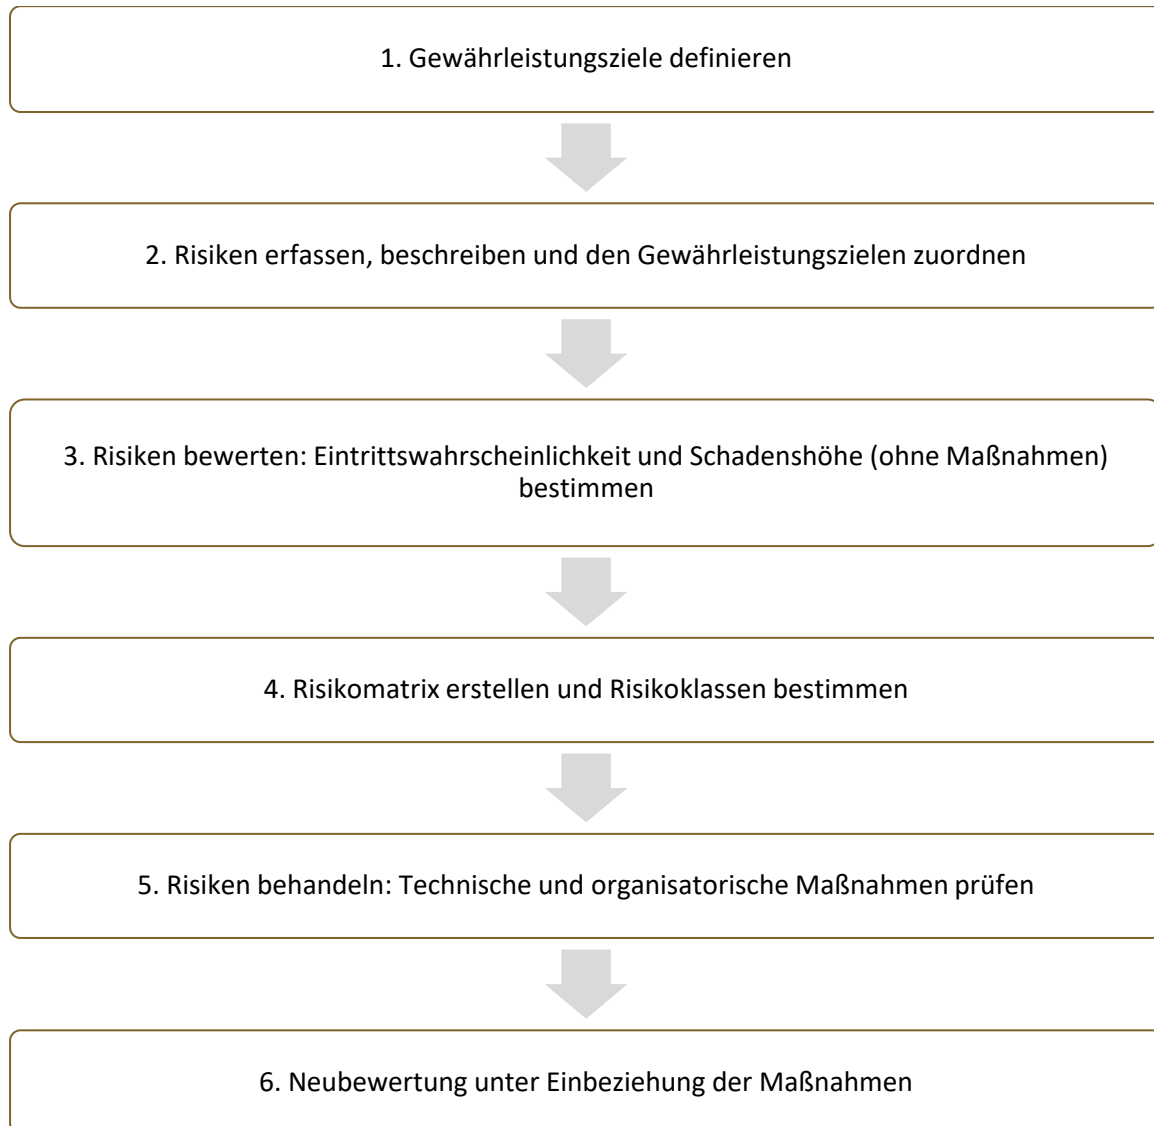 1. Gewährleistungsziele definieren
2. Risiken erfassen, beschreiben und den Gewährleistungszielen zuordnen
3. Risiken bewerten: Eintrittswahrscheinlichkeit und Schadenshöhe (ohne Maßnahmen)
bestimmen
4. Risikomatrix erstellen und Risikoklassen bestimmen
5. Risiken behandeln: Technische und organisatorische Maßnahmen prüfen
6. Neubewertung unter Einbeziehung der Maßnahmen